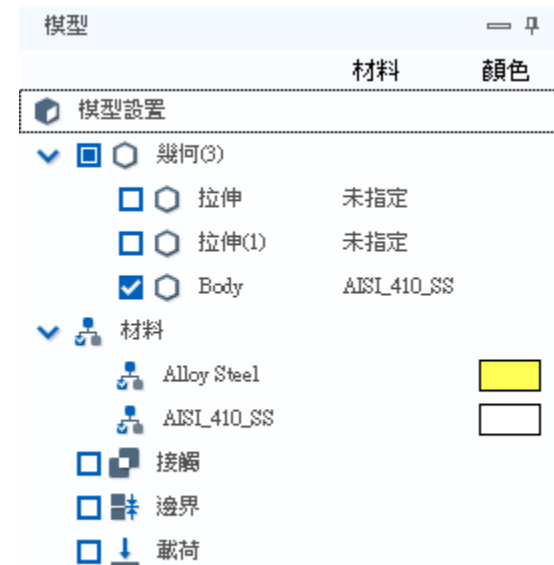 模型
材料 顏色
模型設置
幾何(3)
拉伸 未指定
拉伸(1) 未指定
Body AISI_410_SS
材料
Alloy Steel
AISI_410_SS
接觸
邊界
載荷